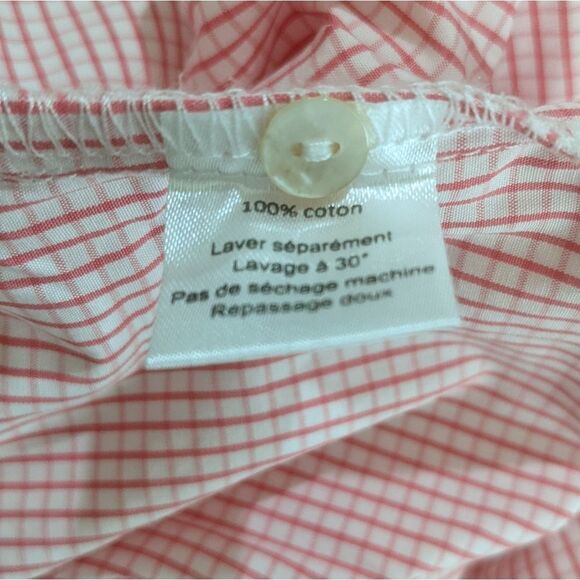 100% coton
Laver séparément
Lavage à 30°
Pas de séchage machine
Repassage doux